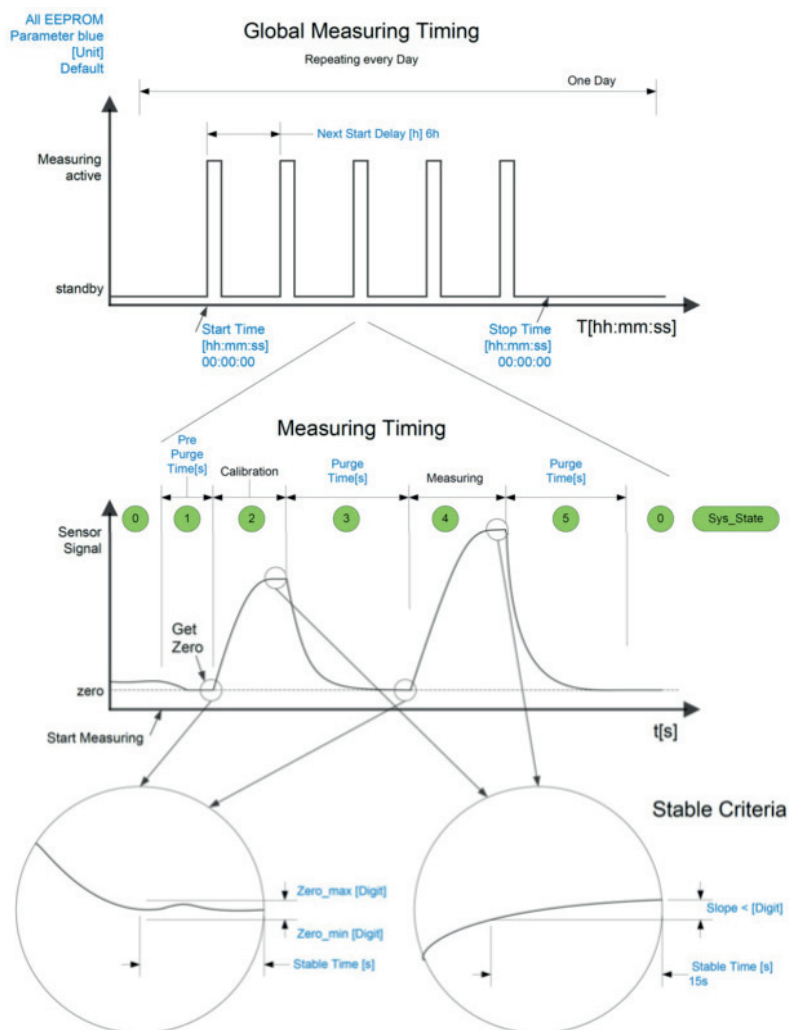 All EEPROM
Parameter blue
[Unit]
Default
Global Measuring Timing
Repeating every Day
One Day
Next Start Delay [h] 6h
Measuring
active
standby
Start Time
[hh:mm:ss]
00:00:00
Stop Time
[hh:mm:ss]
00:00:00
T[hh:mm:ss]
Measuring Timing
Pre
Purge
Time[s]
Calibration
Purge
Time[s]
Measuring
Purge
Time[s]
0
1
2
3
4
5
0
Sys_State
Sensor
Signal
Get
Zero
zero
Start Measuring
t[s]
Stable Criteria
Zero_max [Digit]
Zero_min [Digit]
Stable Time [s]
Slope < [Digit]
Stable Time [s]
15s